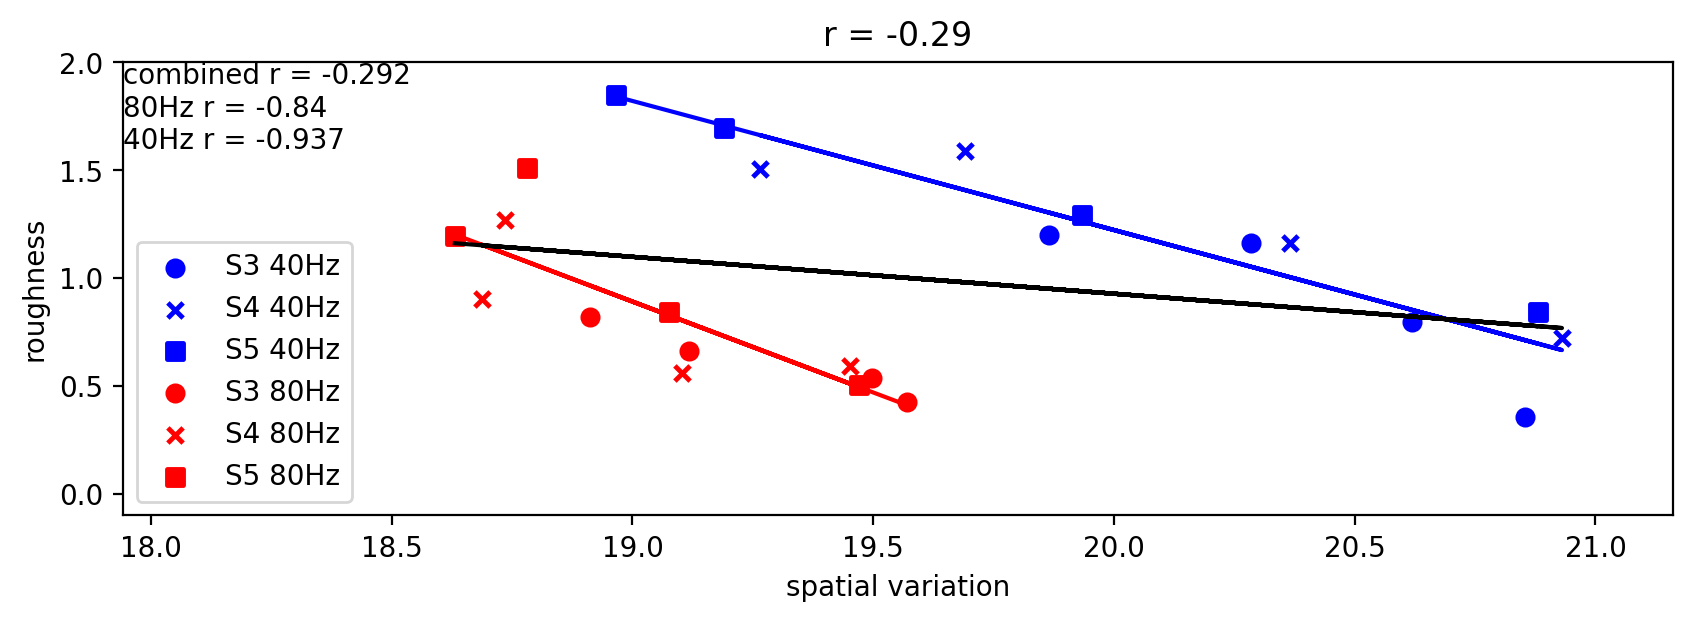 r = -0.29
combined r = -0.292
80Hz r = -0.84
40Hz r = -0.937
2.0
1.5
1.0
0.5
0.0
roughness
S3 40Hz
S4 40Hz
S5 40Hz
S3 80Hz
S4 80Hz
S5 80Hz
18.0 18.5 19.0 19.5 20.0 20.5 21.0
spatial variation